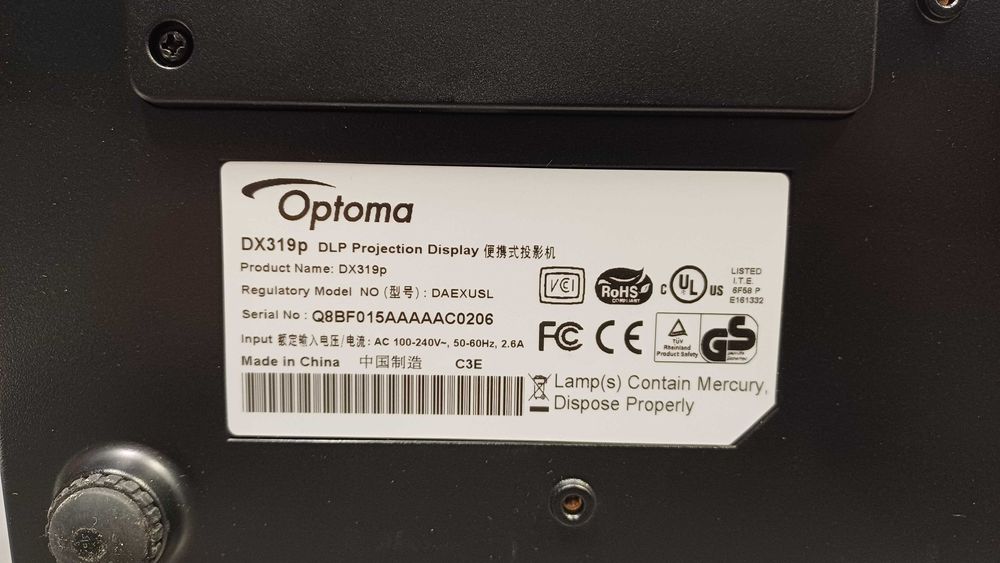 Optoma
DX319p DLP Projection Display 便携式投影机
Product Name: DX319p
Regulatory Model NO (型号) : DAEXUSL
Serial No : Q8BF015AAAAAC0206
Input 额定输入电压/电流: AC 100-240V~, 50-60Hz, 2.6A
Made in China 中国制造 C3E
VCI
RoHS
COMPLIANT
c UL US
LISTED
I.T.E.
6F58 P
E161332
FC CE
TÜV
Rheinland
Product Safety
GS
Lamp(s) Contain Mercury,
Dispose Properly